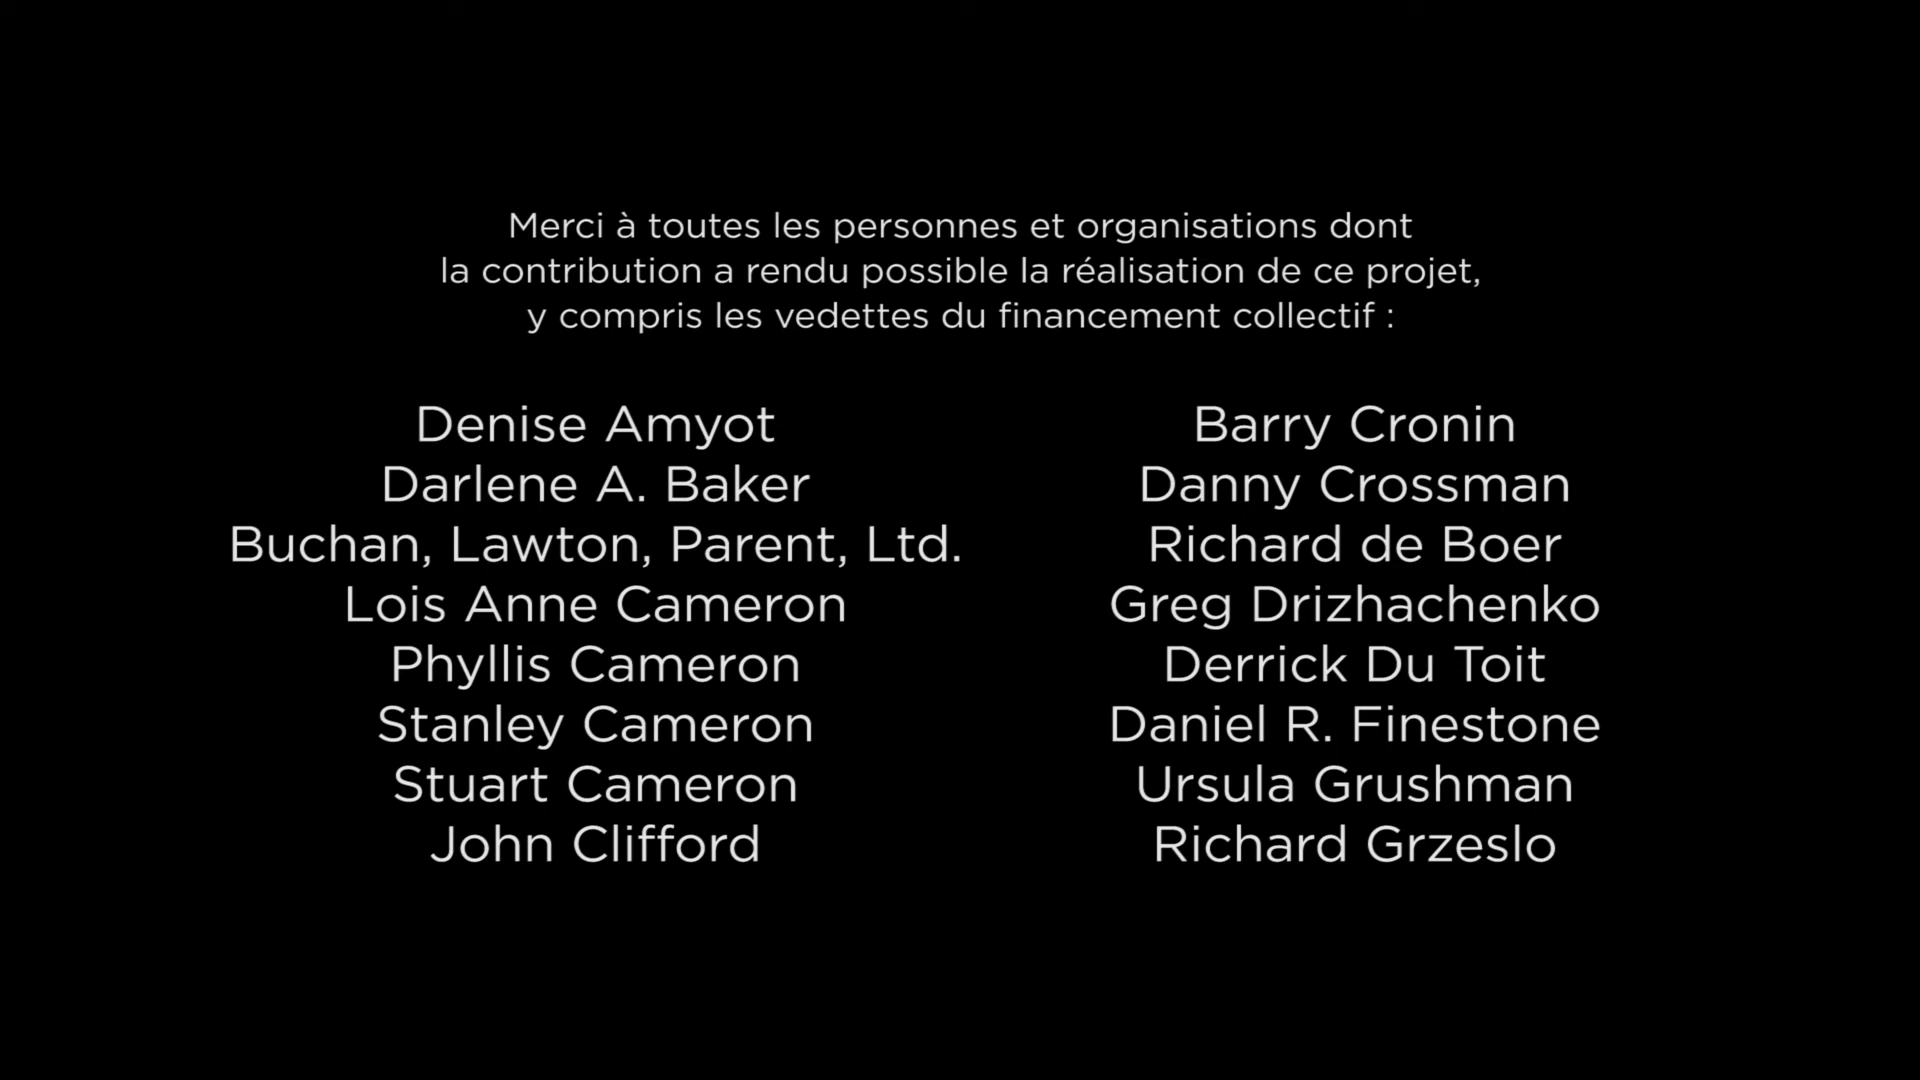 Merci à toutes les personnes et organisations dont
la contribution a rendu possible la réalisation de ce projet,
y compris les vedettes du financement collectif :
Denise Amyot
Darlene A. Baker
Buchan, Lawton, Parent, Ltd.
Lois Anne Cameron
Phyllis Cameron
Stanley Cameron
Stuart Cameron
John Clifford
Barry Cronin
Danny Crossman
Richard de Boer
Greg Drizhachenko
Derrick Du Toit
Daniel R. Finestone
Ursula Grushman
Richard Grzeslo